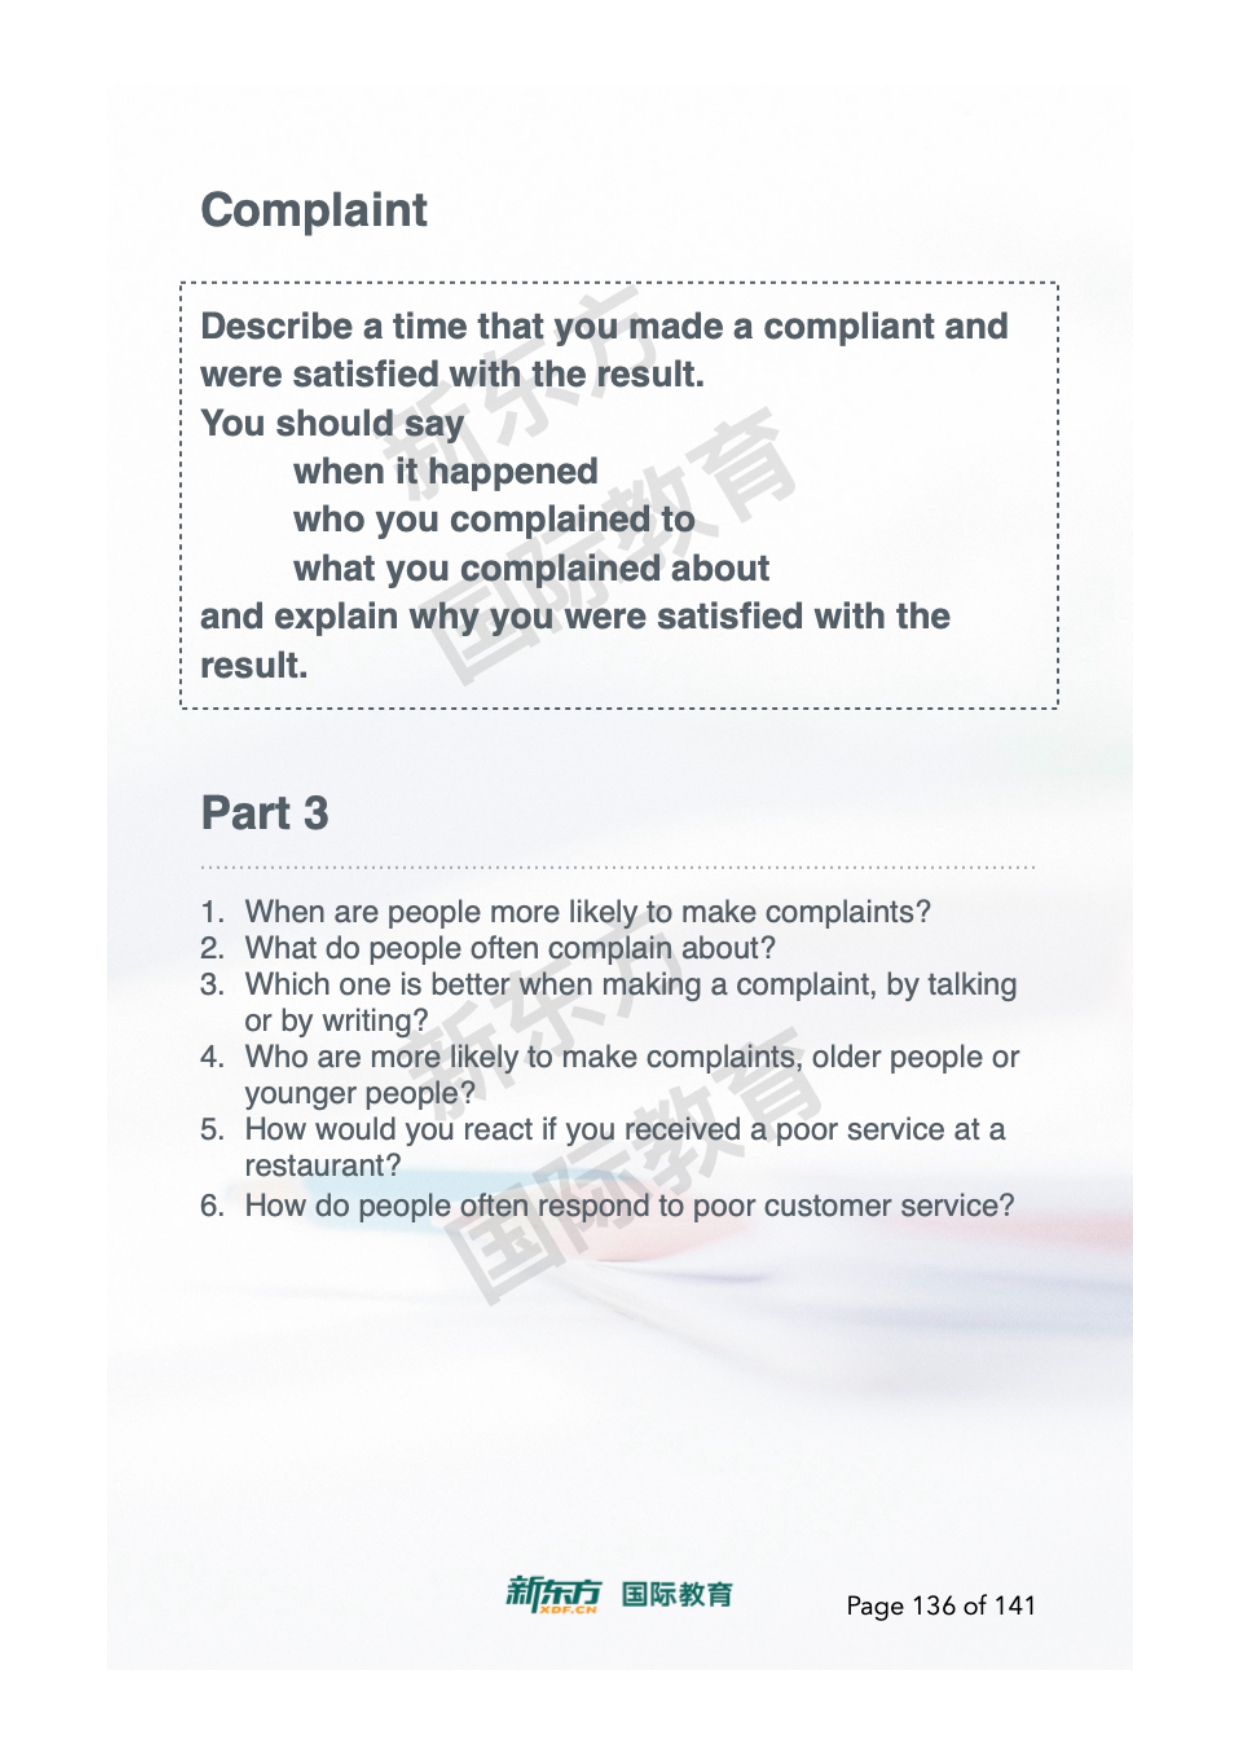 Complaint
Describe a time that you made a compliant and
were satisfied with the result.
You should say
when it happened
who you complained to
what you complained about
and explain why you were satisfied with the
result.
新东方
国际教育
Part 3
1. When are people more likely to make complaints?
2. What do people often complain about?
3. Which one is better when making a complaint, by talking
or by writing?
4. Who are more likely to make complaints, older people or
younger people?
5. How would you react if you received a poor service at a
restaurant?
6. How do people often respond to poor customer service?
新东方
国际教育
新东方 国际教育
XDF.CN
Page 136 of 141